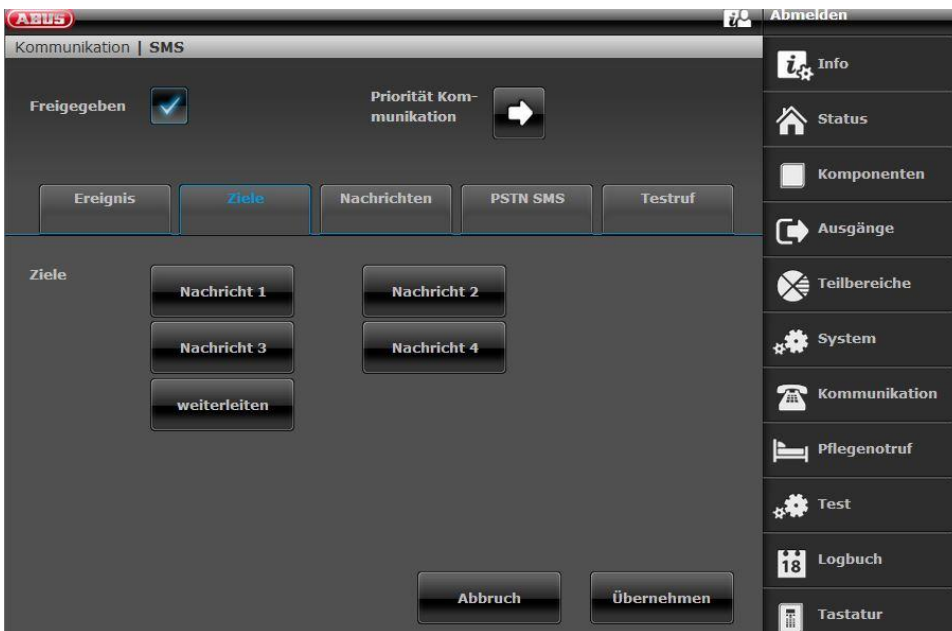 ABUS
Abmelden
Kommunikation | SMS
Info
Freigegeben
Priorität Kom-
munikation
Status
Komponenten
Ereignis Ziele Nachrichten PSTN SMS Testruf
Ausgänge
Ziele
Nachricht 1 Nachricht 2
Teilbereiche
Nachricht 3 Nachricht 4
System
weiterleiten
Kommunikation
Pflegenotruf
Test
18
Logbuch
Abbruch Übernehmen
Tastatur